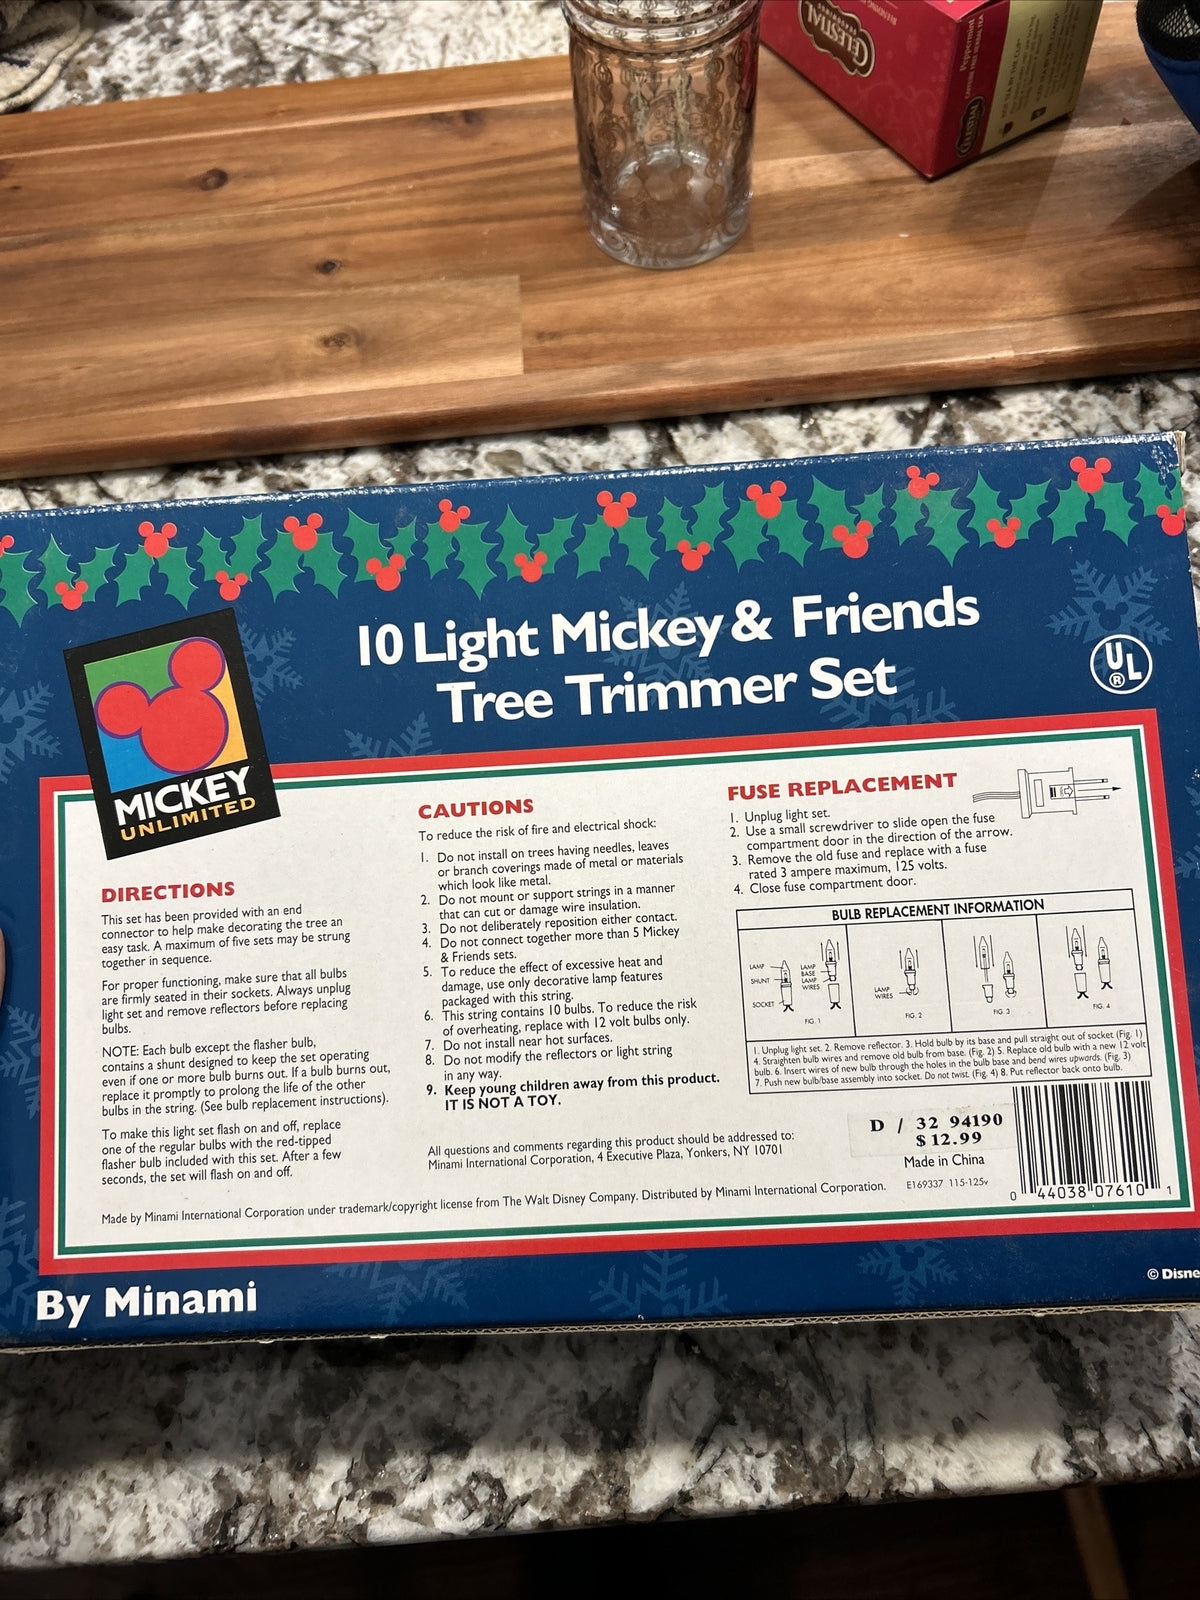 CELESTIAL
SEASONINGS
Peppermint
CAFFEINE FREE HERBAL TEA
CELESTIAL
10 Light Mickey & Friends
Tree Trimmer Set
UL
®
MICKEY
UNLIMITED
DIRECTIONS
This set has been provided with an end
connector to help make decorating the tree an
easy task. A maximum of five sets may be strung
together in sequence.
For proper functioning, make sure that all bulbs
are firmly seated in their sockets. Always unplug
light set and remove reflectors before replacing
bulbs.
NOTE: Each bulb except the flasher bulb,
contains a shunt designed to keep the set operating
even if one or more bulb burns out. If a bulb burns out,
replace it promptly to prolong the life of the other
bulbs in the string. (See bulb replacement instructions).
To make this light set flash on and off, replace
one of the regular bulbs with the red-tipped
flasher bulb included with this set. After a few
seconds, the set will flash on and off.
CAUTIONS
To reduce the risk of fire and electrical shock:
1. Do not install on trees having needles, leaves
or branch coverings made of metal or materials
which look like metal.
2. Do not mount or support strings in a manner
that can cut or damage wire insulation.
3. Do not deliberately reposition either contact.
4. Do not connect together more than 5 Mickey
& Friends sets.
5. To reduce the effect of excessive heat and
damage, use only decorative lamp features
packaged with this string.
6. This string contains 10 bulbs. To reduce the risk
of overheating, replace with 12 volt bulbs only.
7. Do not install near hot surfaces.
8. Do not modify the reflectors or light string
in any way.
9. Keep young children away from this product.
IT IS NOT A TOY.
FUSE REPLACEMENT
1. Unplug light set.
2. Use a small screwdriver to slide open the fuse
compartment door in the direction of the arrow.
3. Remove the old fuse and replace with a fuse
rated 3 ampere maximum, 125 volts.
4. Close fuse compartment door.
BULB REPLACEMENT INFORMATION
LAMP
SHUNT
SOCKET
LAMP
BASE
LAMP
WIRES
FIG. 1
LAMP
WIRES
FIG. 2
FIG. 3
FIG. 4
1. Unplug light set. 2. Remove reflector. 3. Hold bulb by its base and pull straight out of socket (Fig. 1)
4. Straighten bulb wires and remove old bulb from base. (Fig. 2) 5. Replace old bulb with a new 12 volt
bulb. 6. Insert wires of new bulb through the holes in the bulb base and bend wires upwards. (Fig. 3)
7. Push new bulb/base assembly into socket. Do not twist. (Fig. 4) 8. Put reflector back onto bulb.
All questions and comments regarding this product should be addressed to:
Minami International Corporation, 4 Executive Plaza, Yonkers, NY 10701
D / 32 94190
$12.99
Made in China
E169337 115-125v
0 44038 07610 1
Made by Minami International Corporation under trademark/copyright license from The Walt Disney Company. Distributed by Minami International Corporation.
By Minami
© Disne